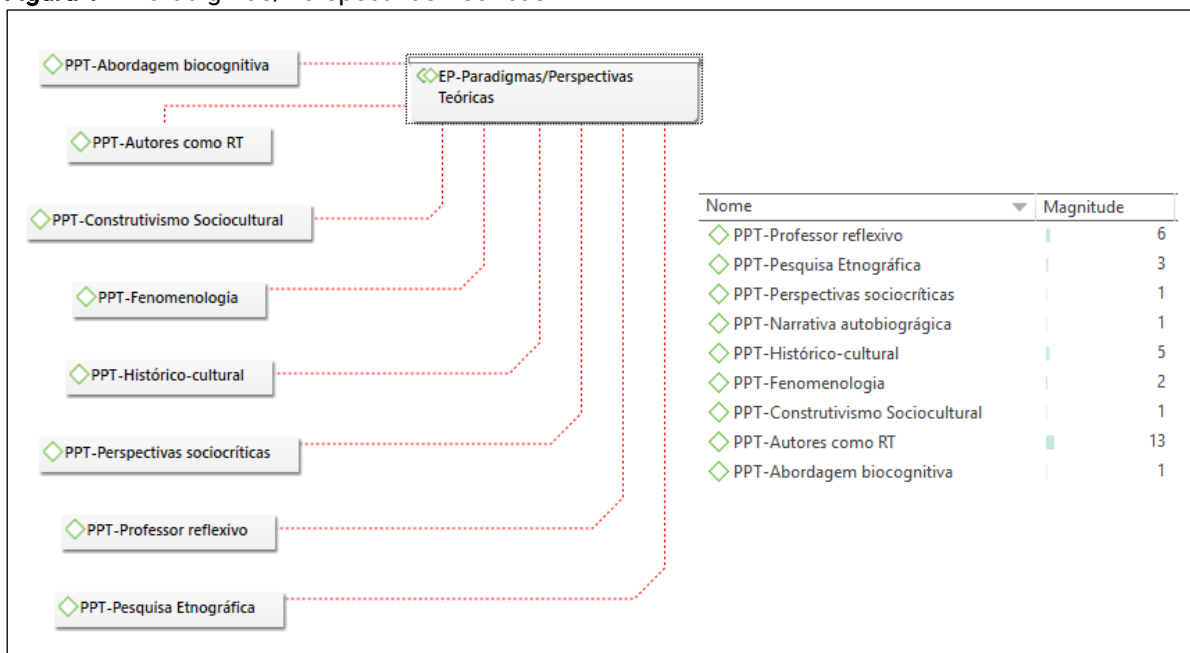 PPT-Abordagem biocognitiva
EP-Paradigmas/Perspectivas
Teóricas
PPT-Autores como RT
PPT-Construtivismo Sociocultural
PPT-Fenomenologia
PPT-Histórico-cultural
PPT-Perspectivas sociocríticas
PPT-Professor reflexivo
PPT-Pesquisa Etnográfica
Nome Magnitude
PPT-Professor reflexivo 6
PPT-Pesquisa Etnográfica 3
PPT-Perspectivas sociocríticas 1
PPT-Narrativa autobiográgica 1
PPT-Histórico-cultural 5
PPT-Fenomenologia 2
PPT-Construtivismo Sociocultural 1
PPT-Autores como RT 13
PPT-Abordagem biocognitiva 1